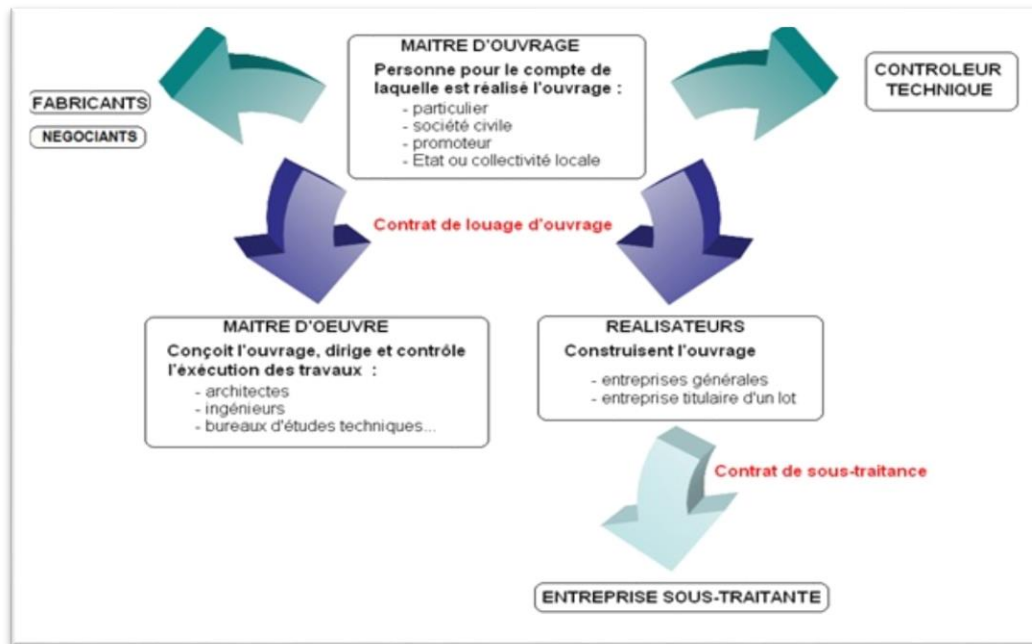 MAITRE D'OUVRAGE
Personne pour le compte de
laquelle est réalisé l'ouvrage :
- particulier
- société civile
- promoteur
- Etat ou collectivité locale
FABRICANTS
NEGOCIANTS
CONTROLEUR
TECHNIQUE
Contrat de louage d'ouvrage
MAITRE D'OEUVRE
Conçoit l'ouvrage, dirige et contrôle
l'éxécution des travaux :
- architectes
- ingénieurs
- bureaux d'études techniques...
REALISATEURS
Construisent l'ouvrage
- entreprises générales
- entreprise titulaire d'un lot
Contrat de sous-traitance
ENTREPRISE SOUS-TRAITANTE